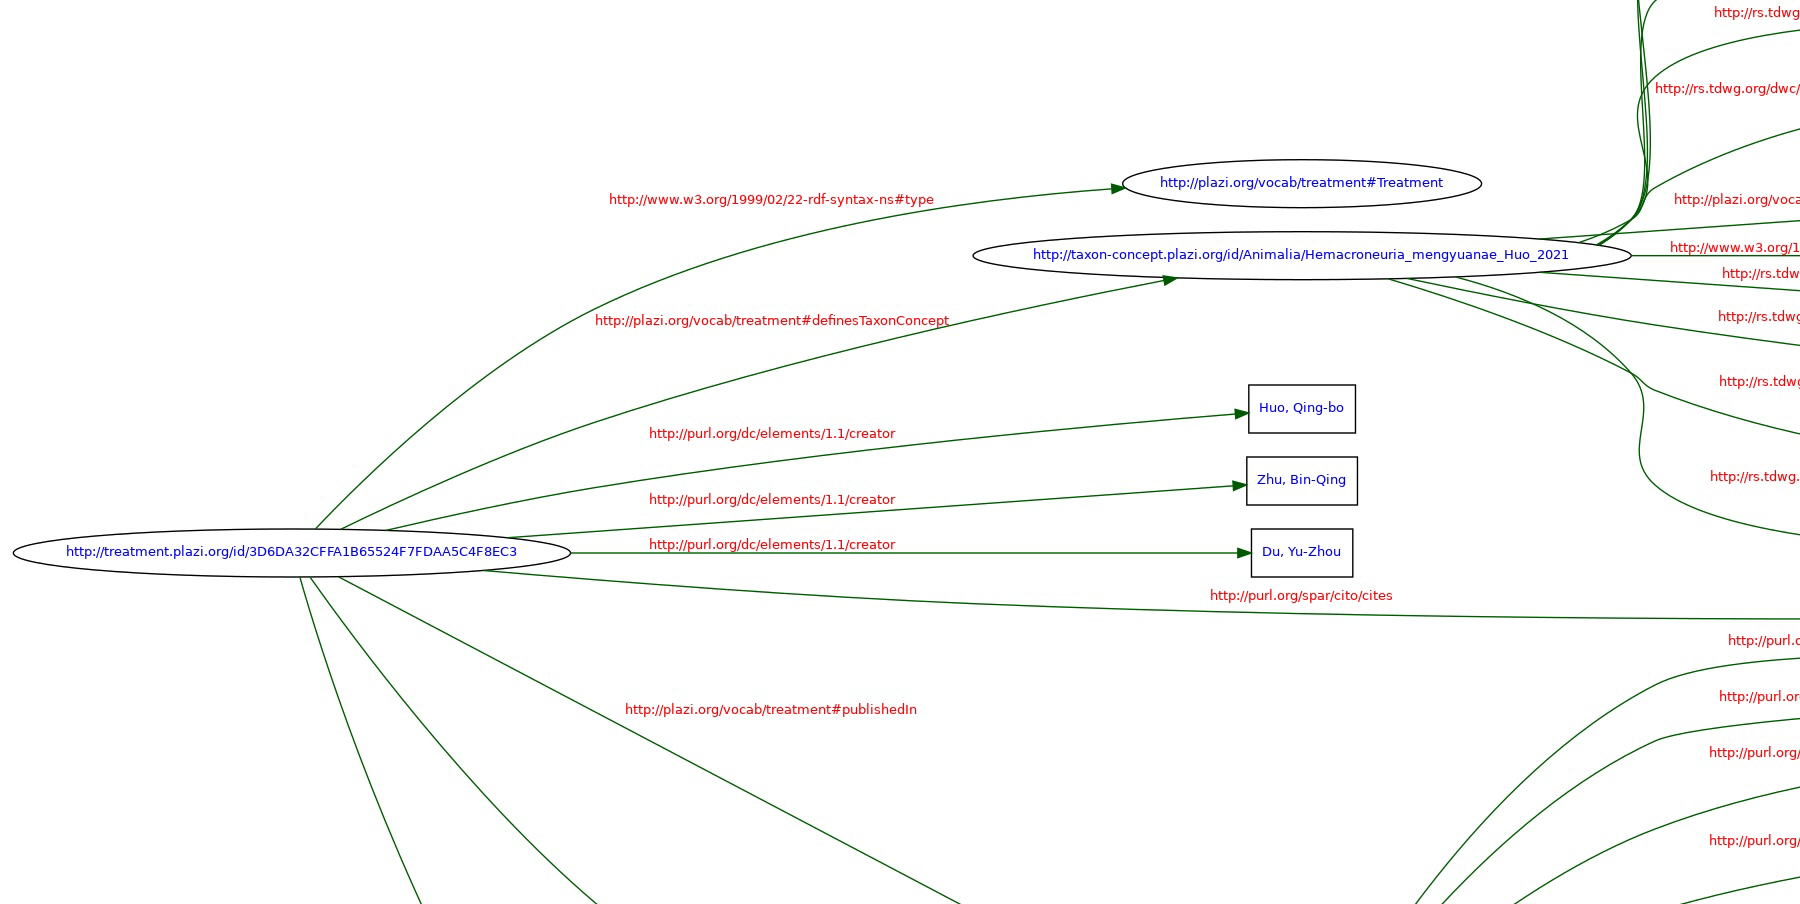 http://rs.tdwg
http://rs.tdwg.org/dwc/
http://plazi.org/vocab/treatment#Treatment
http://www.w3.org/1999/02/22-rdf-syntax-ns#type
http://plazi.org/voca
http://www.w3.org/1
http://taxon-concept.plazi.org/id/Animalia/Hemacroneuria_mengyuanae_Huo_2021
http://rs.tdw
http://rs.tdwg
http://plazi.org/vocab/treatment#definesTaxonConcept
http://rs.tdwg
Huo, Qing-bo
http://purl.org/dc/elements/1.1/creator
http://rs.tdwg.
Zhu, Bin-Qing
http://purl.org/dc/elements/1.1/creator
http://purl.org/dc/elements/1.1/creator
http://treatment.plazi.org/id/3D6DA32CFFA1B65524F7FDAA5C4F8EC3
Du, Yu-Zhou
http://purl.org/spar/cito/cites
http://purl.o
http://purl.or
http://plazi.org/vocab/treatment#publishedIn
http://purl.org/
http://purl.org/